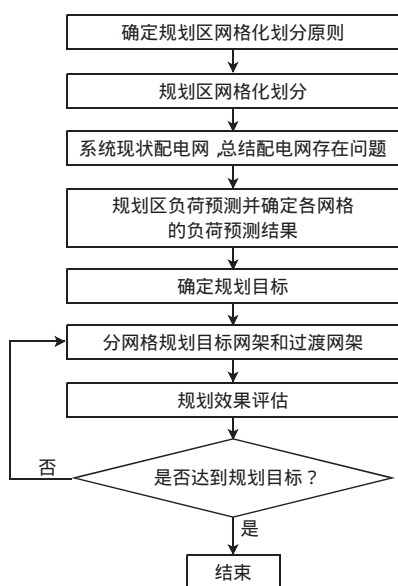 确定规划区网格化划分原则
规划区网格化划分
系统现状配电网,总结配电网存在问题
规划区负荷预测并确定各网格
的负荷预测结果
确定规划目标
分网格规划目标网架和过渡网架
规划效果评估
否
是否达到规划目标？
是
结束